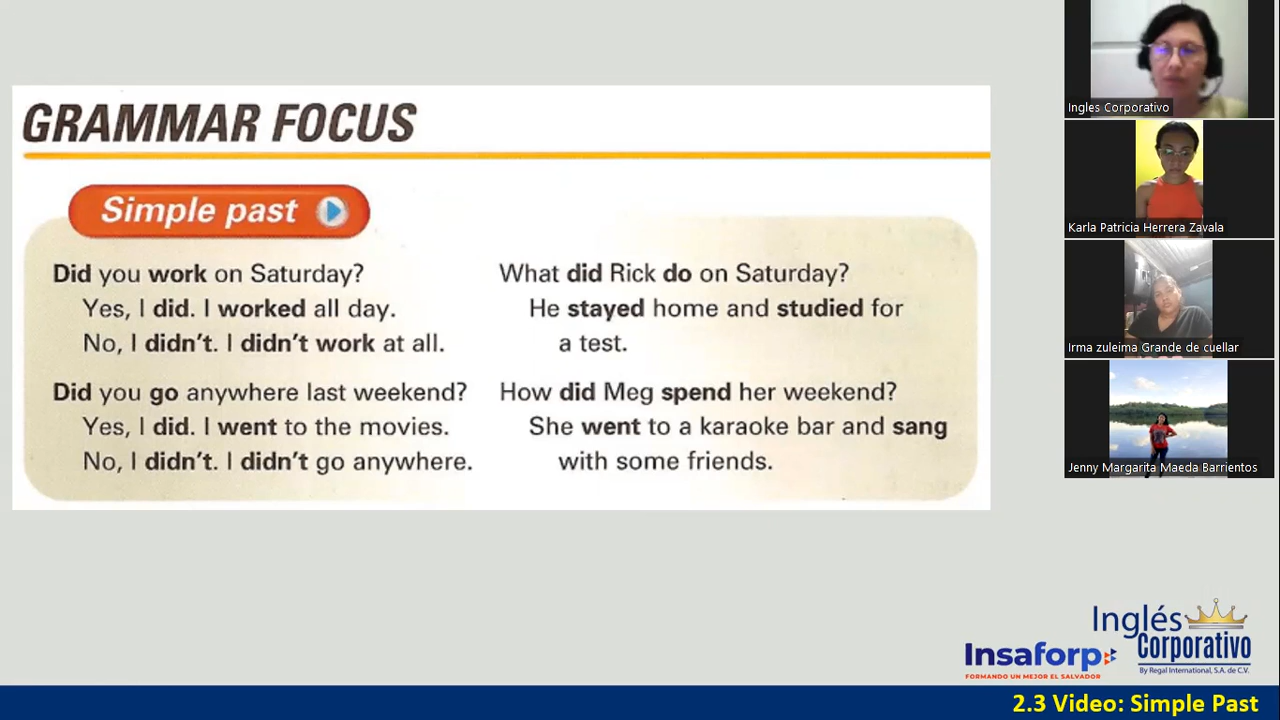 GRAMMAR FOCUS
Simple past
Did you work on Saturday?
Yes, I did. I worked all day.
No, I didn't. I didn't work at all.
Did you go anywhere last weekend?
Yes, I did. I went to the movies.
No, I didn't. I didn't go anywhere.
What did Rick do on Saturday?
He stayed home and studied for
a test.
How did Meg spend her weekend?
She went to a karaoke bar and sang
with some friends.
Ingles Corporativo
Karla Patricia Herrera Zavala
Irma zuleima Grande de cuellar
Jenny Margarita Maeda Barrientos
Insaforp
FORMANDO UN MEJOR EL SALVADOR
Inglés
Corporativo
By Regal International, S.A. de C.V.
2.3 Video: Simple Past